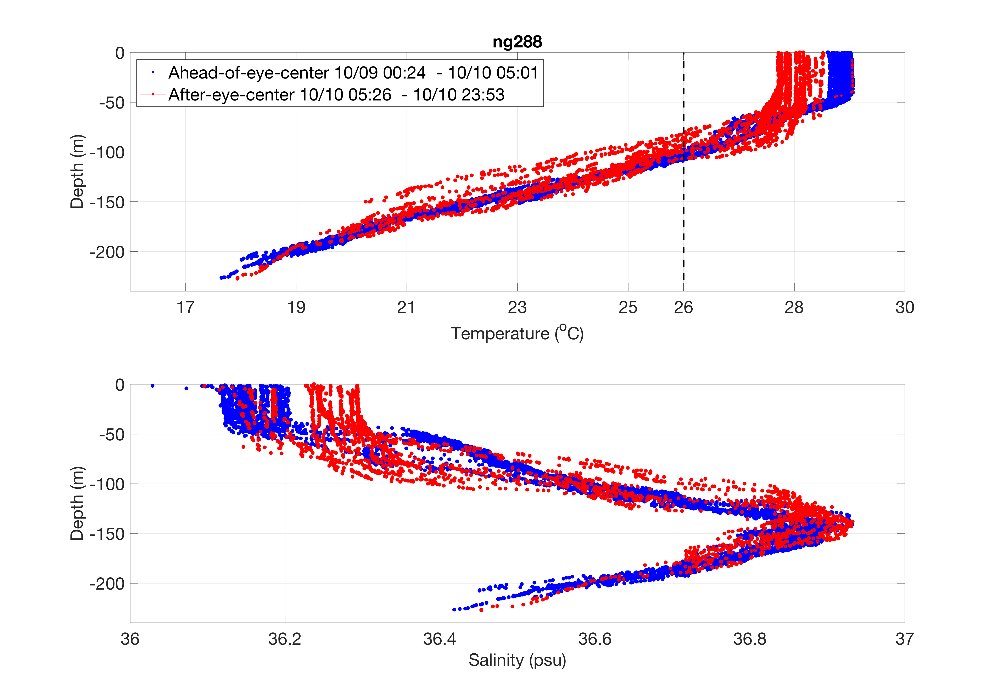 ng288
0
-50
-100
-150
-200
Depth (m)
Ahead-of-eye-center 10/09 00:24 - 10/10 05:01
After-eye-center 10/10 05:26 - 10/10 23:53
17 19 21 23 25 26 28 30
Temperature (°C)
0
-50
-100
-150
-200
Depth (m)
36 36.2 36.4 36.6 36.8 37
Salinity (psu)